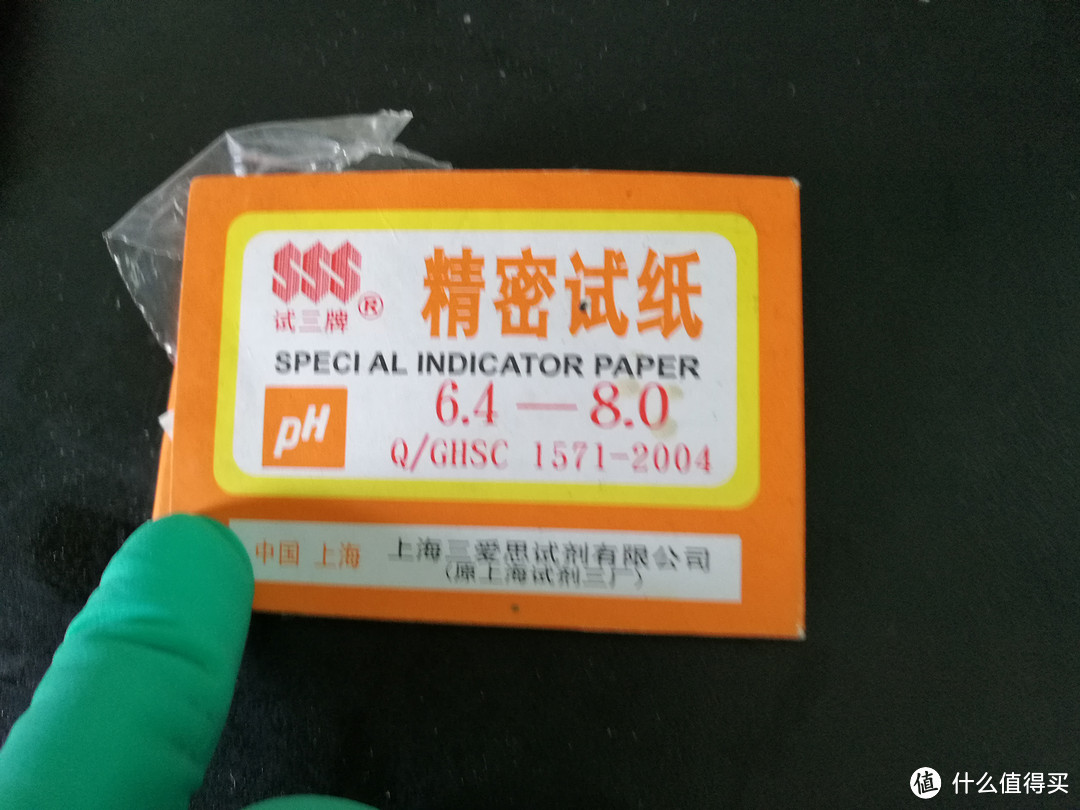 SSS
精密试纸
试三牌®
SPECIAL INDICATOR PAPER
pH
6.4—8.0
Q/GHSC 1571-2004
中国 上海 上海三爱思试剂有限公司
(原上海试剂三厂)
值 什么值得买